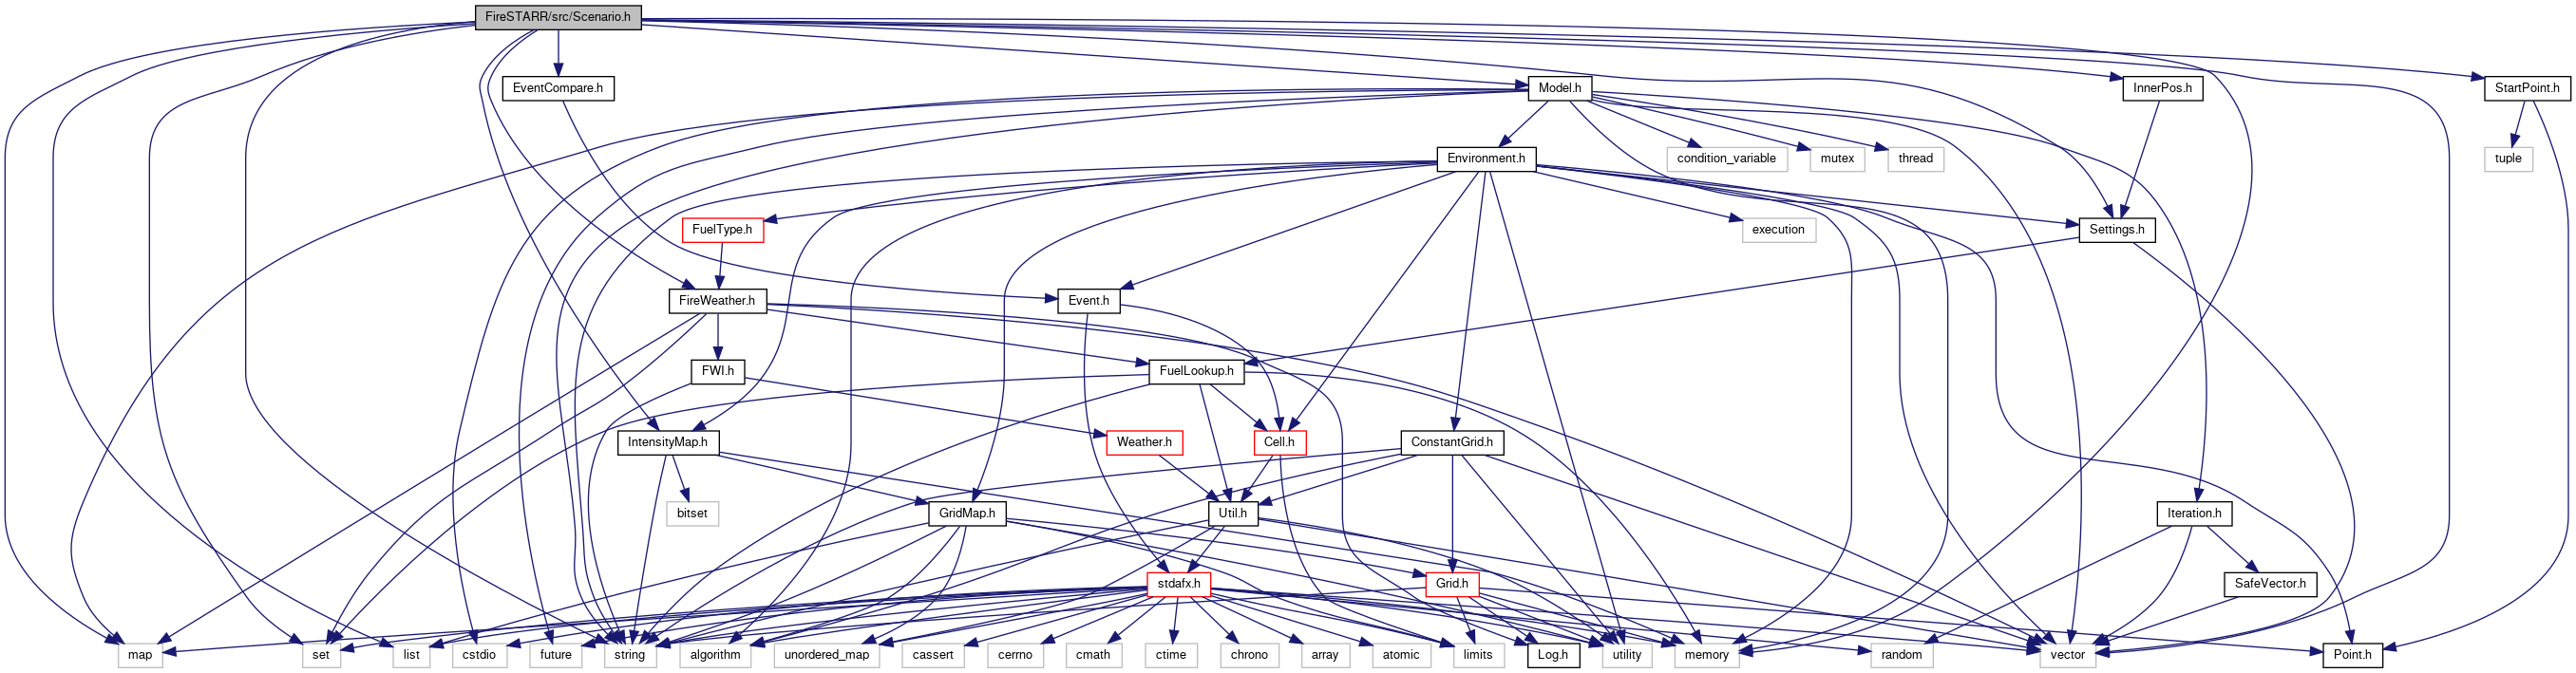 FireSTARR/src/Scenario.h
EventCompare.h
Model.h
InnerPos.h
StartPoint.h
Environment.h
condition_variable
mutex
thread
tuple
FuelType.h
execution
Settings.h
FireWeather.h
Event.h
FWI.h
FuelLookup.h
IntensityMap.h
Weather.h
Cell.h
ConstantGrid.h
bitset
GridMap.h
Util.h
Iteration.h
stdafx.h
Grid.h
SafeVector.h
map
set
list
cstdio
future
string
algorithm
unordered_map
cassert
cerrno
cmath
ctime
chrono
array
atomic
limits
Log.h
utility
memory
random
vector
Point.h